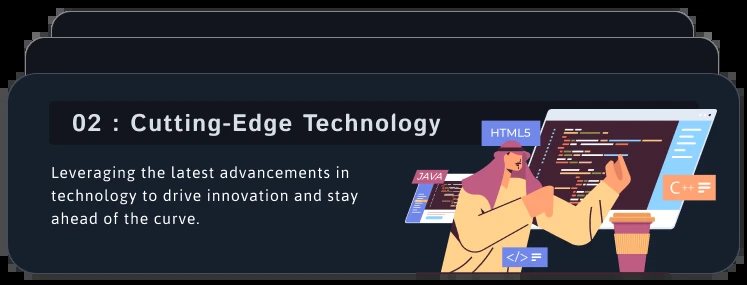 02 : Cutting-Edge Technology
Leveraging the latest advancements in
technology to drive innovation and stay
ahead of the curve.
HTML5
JAVA
C++
</>